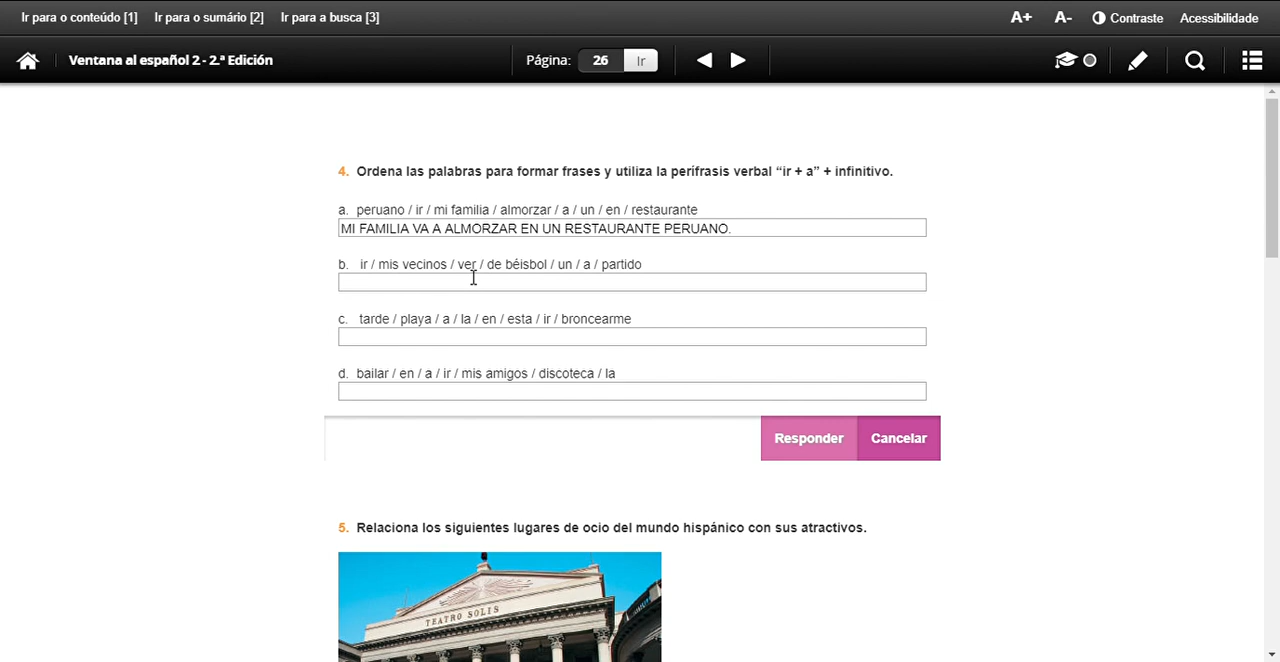 Ir para o conteúdo [1] Ir para o sumário [2] Ir para a busca [3] A+ A- Contraste Acessibilidade
Ventana al español 2 - 2.ª Edición Página: 26 Ir
4. Ordena las palabras para formar frases y utiliza la perífrasis verbal “ir + a” + infinitivo.
a. peruano / ir / mi familia / almorzar / a / un / en / restaurante
MI FAMILIA VA A ALMORZAR EN UN RESTAURANTE PERUANO.
b. ir / mis vecinos / ver / de béisbol / un / a / partido
c. tarde / playa / a / la / en / esta / ir / broncearme
d. bailar / en / a / ir / mis amigos / discoteca / la
Responder Cancelar
5. Relaciona los siguientes lugares de ocio del mundo hispánico con sus atractivos.
TEATRO SOLIS